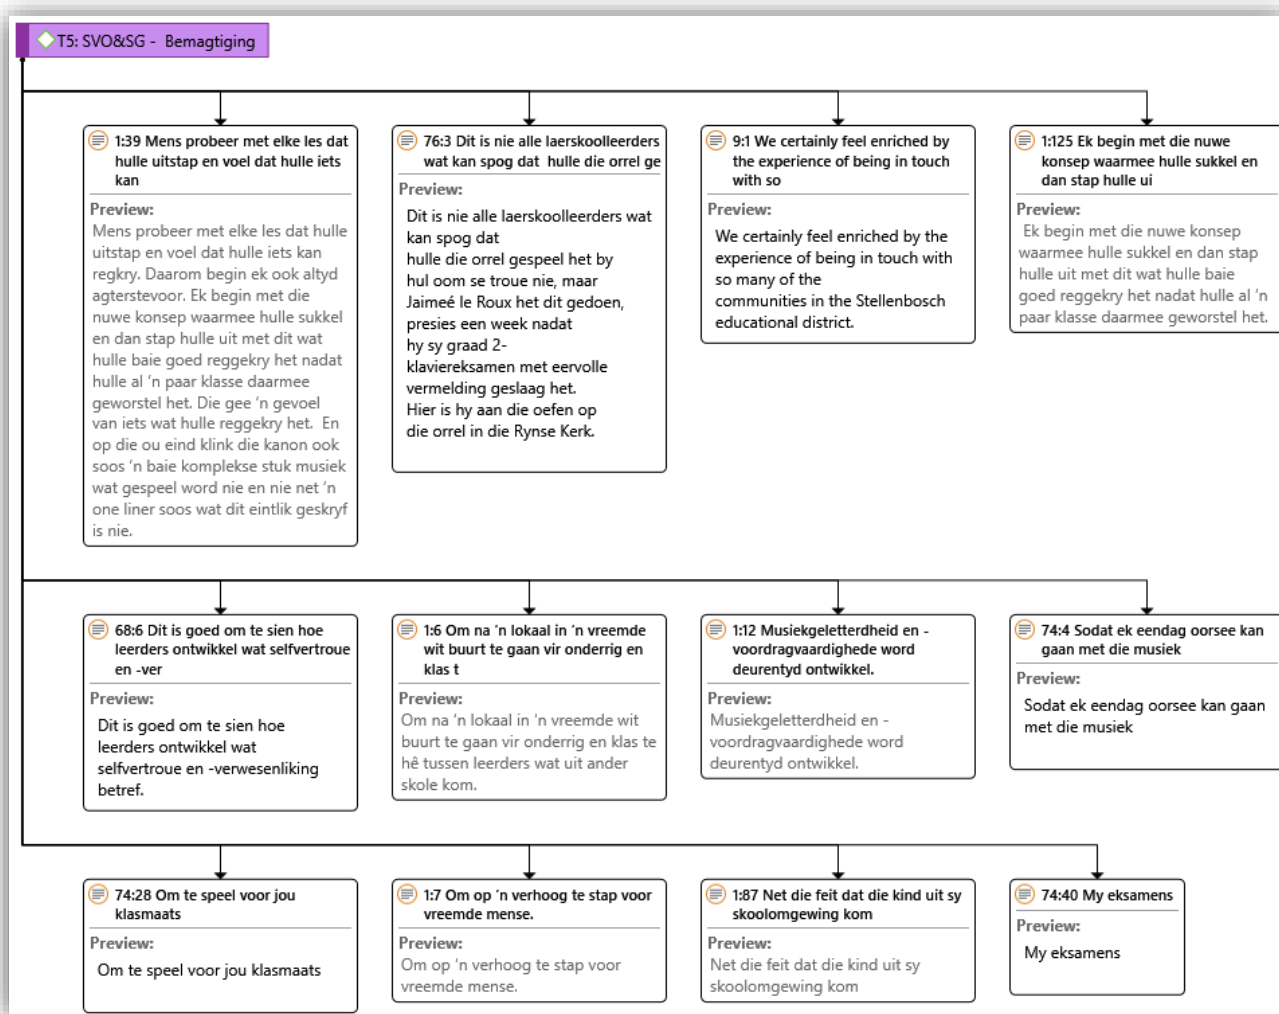 T5: SVO&SG - Bemagtiging
1:39 Mens probeer met elke les dat
hulle uitstap en voel dat hulle iets
kan
Preview:
Mens probeer met elke les dat hulle
uitstap en voel dat hulle iets kan
regkry. Daarom begin ek ook altyd
agterstevoor. Ek begin met die
nuwe konsep waarmee hulle sukkel
en dan stap hulle uit met dit wat
hulle baie goed reggekry het nadat
hulle al ‘n paar klasse daarmee
geworstel het. Die gee ‘n gevoel
van iets wat hulle reggekry het. En
op die ou eind klink die kanon ook
soos ‘n baie komplekse stuk musiek
wat gespeel word nie en nie net ‘n
one liner soos wat dit eintlik geskryf
is nie.
76:3 Dit is nie alle laerskoolleerders
wat kan spog dat hulle die orrel ge
Preview:
Dit is nie alle laerskoolleerders wat
kan spog dat
hulle die orrel gespeel het by
hul oom se troue nie, maar
Jaimeé le Roux het dit gedoen,
presies een week nadat
hy sy graad 2-
klaviereksamen met eervolle
vermelding geslaag het.
Hier is hy aan die oefen op
die orrel in die Rynse Kerk.
9:1 We certainly feel enriched by
the experience of being in touch
with so
Preview:
We certainly feel enriched by the
experience of being in touch with
so many of the
communities in the Stellenbosch
educational district.
1:125 Ek begin met die nuwe
konsep waarmee hulle sukkel en
dan stap hulle ui
Preview:
Ek begin met die nuwe konsep
waarmee hulle sukkel en dan stap
hulle uit met dit wat hulle baie
goed reggekry het nadat hulle al ‘n
paar klasse daarmee geworstel het.
68:6 Dit is goed om te sien hoe
leerders ontwikkel wat selfvertroue
en -ver
Preview:
Dit is goed om te sien hoe
leerders ontwikkel wat
selfvertroue en -verwesenliking
betref.
1:6 Om na ‘n lokaal in ‘n vreemde
wit buurt te gaan vir onderrig en
klas t
Preview:
Om na ‘n lokaal in ‘n vreemde wit
buurt te gaan vir onderrig en klas te
hê tussen leerders wat uit ander
skole kom.
1:12 Musiekgeletterdheid en -
voordragvaardighede word
deurentyd ontwikkel.
Preview:
Musiekgeletterdheid en -
voordragvaardighede word
deurentyd ontwikkel.
74:4 Sodat ek eendag oorsee kan
gaan met die musiek
Preview:
Sodat ek eendag oorsee kan gaan
met die musiek
74:28 Om te speel voor jou
klasmaats
Preview:
Om te speel voor jou klasmaats
1:7 Om op ‘n verhoog te stap voor
vreemde mense.
Preview:
Om op ‘n verhoog te stap voor
vreemde mense.
1:87 Net die feit dat die kind uit sy
skoolomgewing kom
Preview:
Net die feit dat die kind uit sy
skoolomgewing kom
74:40 My eksamens
Preview:
My eksamens